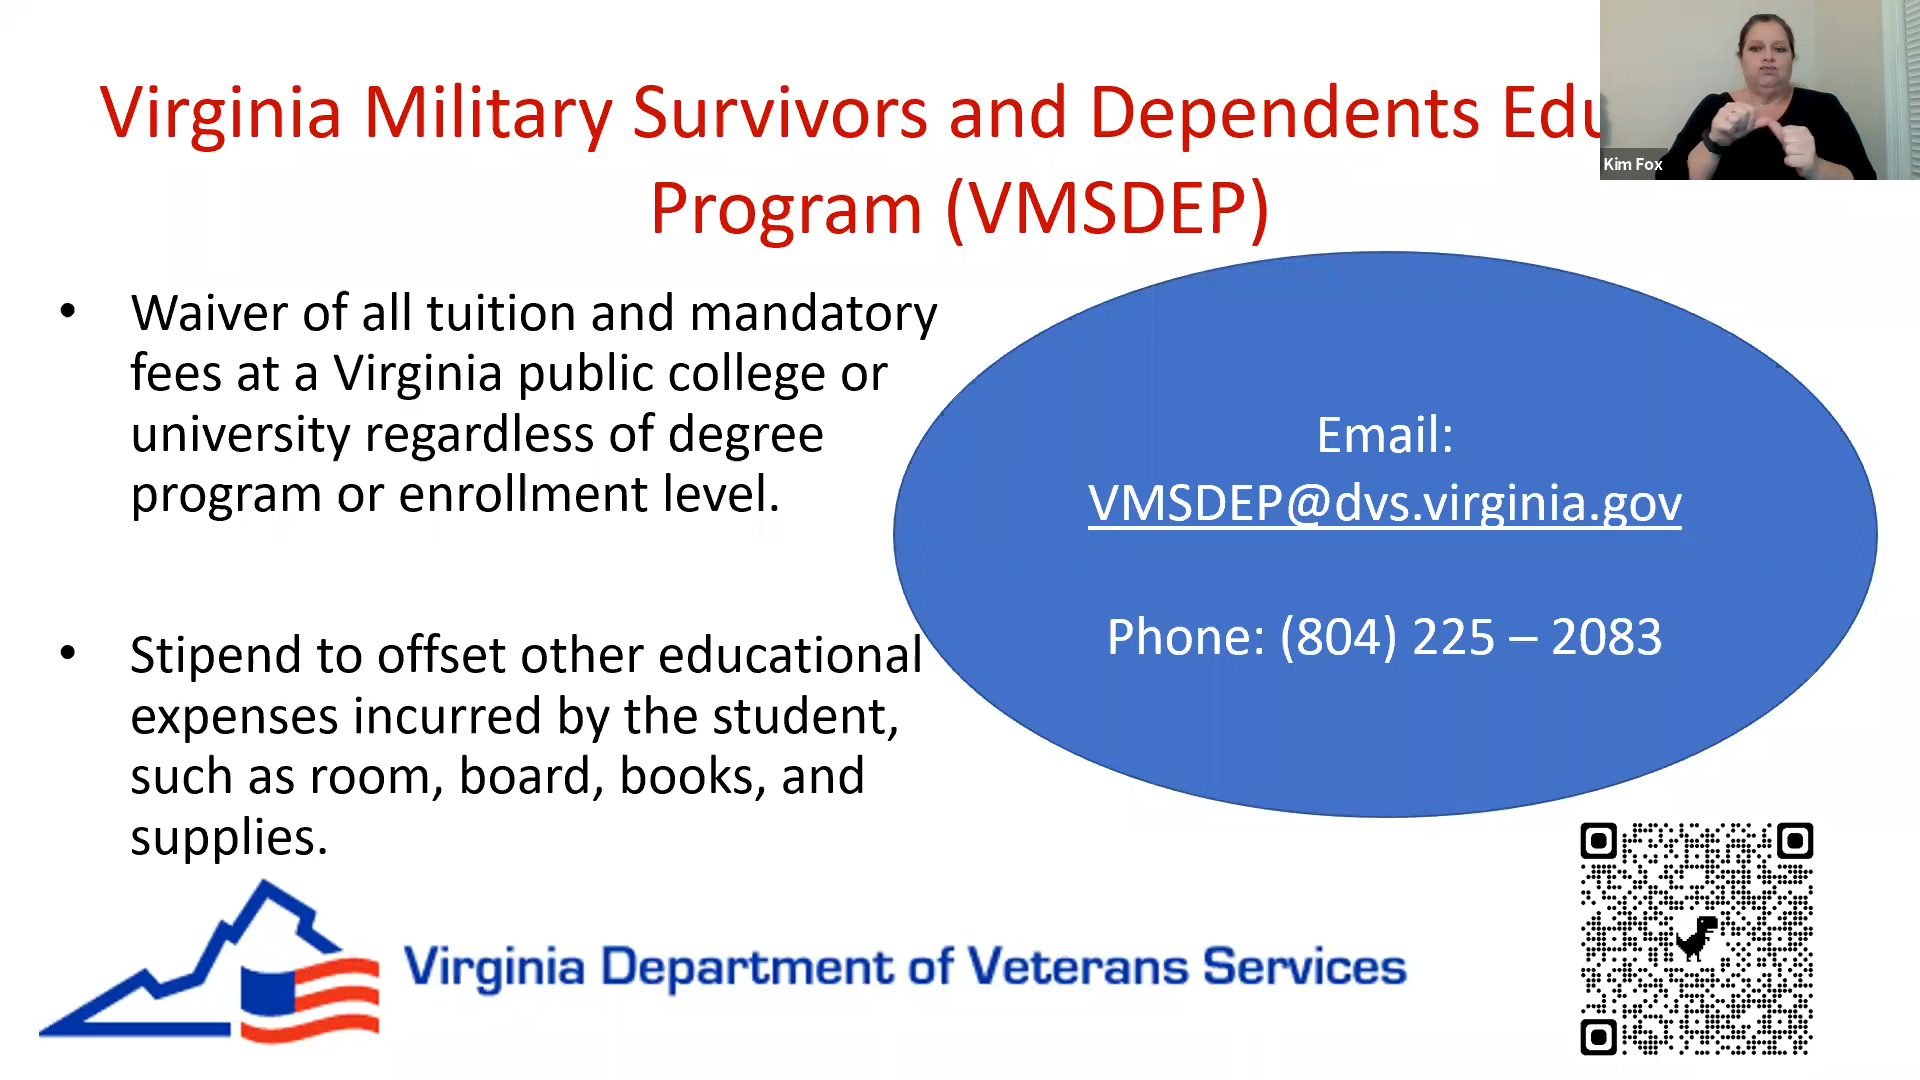 Virginia Military Survivors and Dependents Edu
Program (VMSDEP)
Kim Fox
• Waiver of all tuition and mandatory
fees at a Virginia public college or
university regardless of degree
program or enrollment level.
• Stipend to offset other educational
expenses incurred by the student,
such as room, board, books, and
supplies.
Email:
VMSDEP@dvs.virginia.gov
Phone: (804) 225 – 2083
Virginia Department of Veterans Services